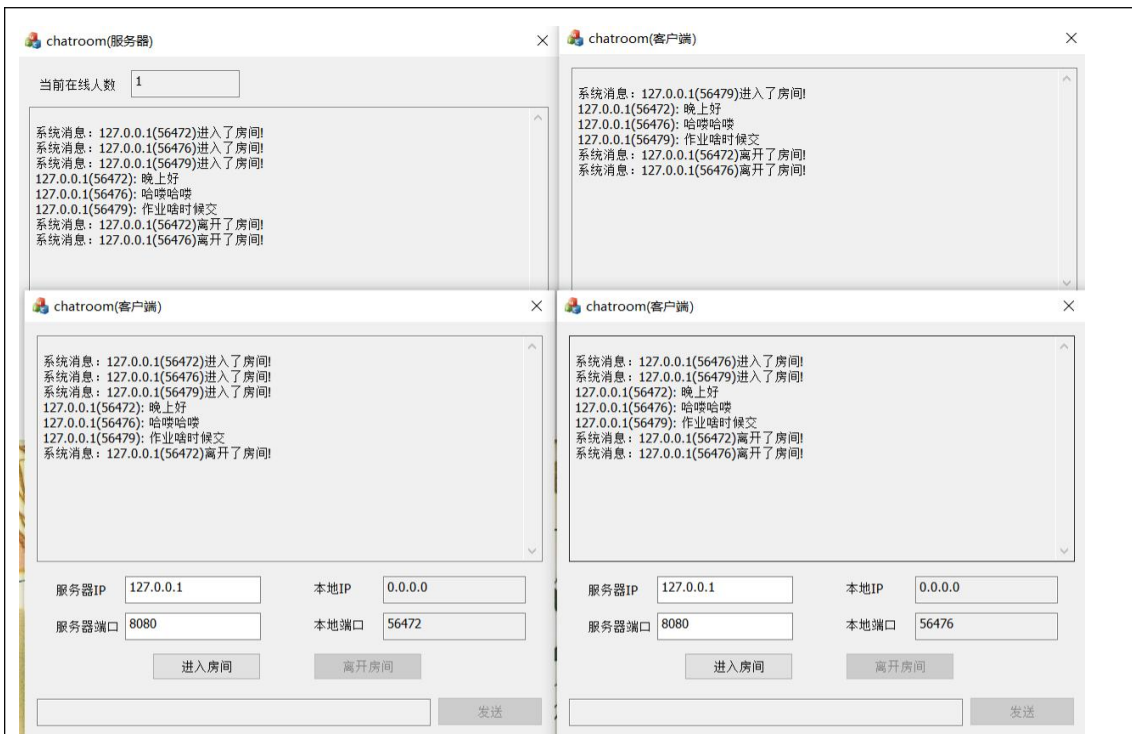 chatroom(服务器)
当前在线人数 1
系统消息：127.0.0.1(56472)进入了房间!
系统消息：127.0.0.1(56476)进入了房间!
系统消息：127.0.0.1(56479)进入了房间!
127.0.0.1(56472): 晚上好
127.0.0.1(56476): 哈喽哈喽
127.0.0.1(56479): 作业啥时候交
系统消息：127.0.0.1(56472)离开了房间!
系统消息：127.0.0.1(56476)离开了房间!
chatroom(客户端)
系统消息：127.0.0.1(56479)进入了房间!
127.0.0.1(56472): 晚上好
127.0.0.1(56476): 哈喽哈喽
127.0.0.1(56479): 作业啥时候交
系统消息：127.0.0.1(56472)离开了房间!
系统消息：127.0.0.1(56476)离开了房间!
chatroom(客户端)
系统消息：127.0.0.1(56472)进入了房间!
系统消息：127.0.0.1(56476)进入了房间!
系统消息：127.0.0.1(56479)进入了房间!
127.0.0.1(56472): 晚上好
127.0.0.1(56476): 哈喽哈喽
127.0.0.1(56479): 作业啥时候交
系统消息：127.0.0.1(56472)离开了房间!
服务器IP 127.0.0.1 本地IP 0.0.0.0
服务器端口 8080 本地端口 56472
进入房间 离开房间
发送
chatroom(客户端)
系统消息：127.0.0.1(56476)进入了房间!
系统消息：127.0.0.1(56479)进入了房间!
127.0.0.1(56472): 晚上好
127.0.0.1(56476): 哈喽哈喽
127.0.0.1(56479): 作业啥时候交
系统消息：127.0.0.1(56472)离开了房间!
系统消息：127.0.0.1(56476)离开了房间!
服务器IP 127.0.0.1 本地IP 0.0.0.0
服务器端口 8080 本地端口 56476
进入房间 离开房间
发送